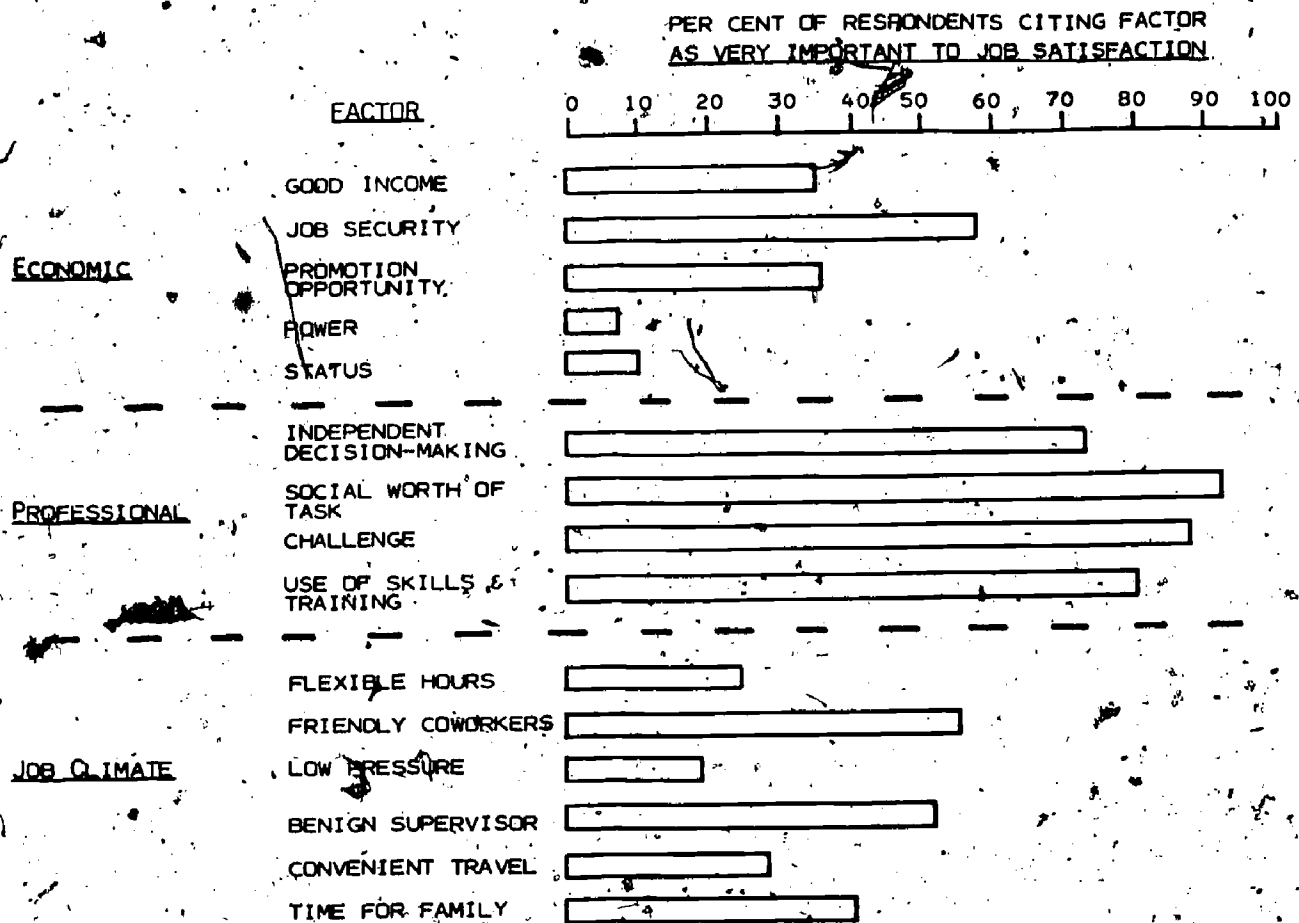 PER CENT OF RESPONDENTS CITING FACTOR
AS VERY IMPORTANT TO JOB SATISFACTION
FACTOR
0 10 20 30 40 50 60 70 80 90 100
GOOD INCOME
JOB SECURITY
ECONOMIC
PROMOTION
OPPORTUNITY
POWER
STATUS
INDEPENDENT
DECISION-MAKING
PROFESSIONAL
SOCIAL WORTH OF
TASK
CHALLENGE
USE OF SKILLS &
TRAINING
FLEXIBLE HOURS
FRIENDLY COWORKERS
JOB CLIMATE
LOW PRESSURE
BENIGN SUPERVISOR
CONVENIENT TRAVEL
TIME FOR FAMILY